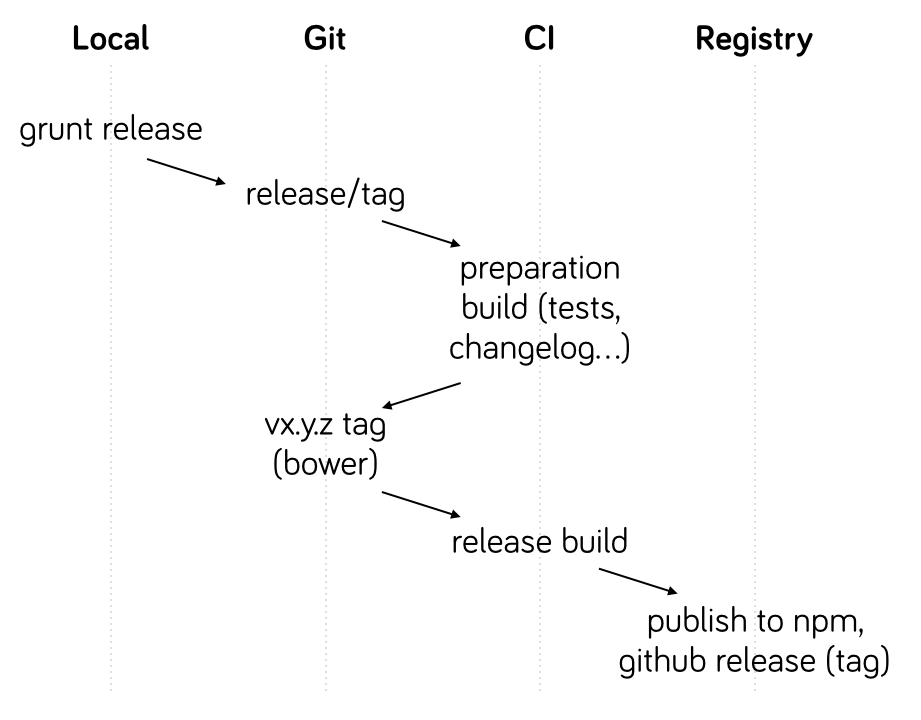 Local Git CI Registry
grunt release
release/tag
preparation
build (tests,
changelog…)
vx.y.z tag
(bower)
release build
publish to npm,
github release (tag)